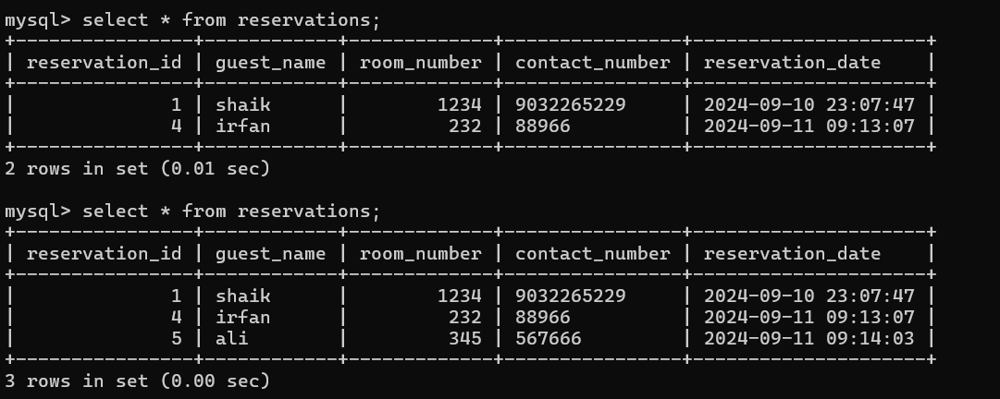 mysql> select * from reservations;
+----------------+------------+-------------+----------------+---------------------+
| reservation_id | guest_name | room_number | contact_number | reservation_date    |
+----------------+------------+-------------+----------------+---------------------+
|              1 | shaik      |        1234 | 9032265229     | 2024-09-10 23:07:47 |
|              4 | irfan      |         232 | 88966          | 2024-09-11 09:13:07 |
+----------------+------------+-------------+----------------+---------------------+
2 rows in set (0.01 sec)

mysql> select * from reservations;
+----------------+------------+-------------+----------------+---------------------+
| reservation_id | guest_name | room_number | contact_number | reservation_date    |
+----------------+------------+-------------+----------------+---------------------+
|              1 | shaik      |        1234 | 9032265229     | 2024-09-10 23:07:47 |
|              4 | irfan      |         232 | 88966          | 2024-09-11 09:13:07 |
|              5 | ali        |         345 | 567666         | 2024-09-11 09:14:03 |
+----------------+------------+-------------+----------------+---------------------+
3 rows in set (0.00 sec)